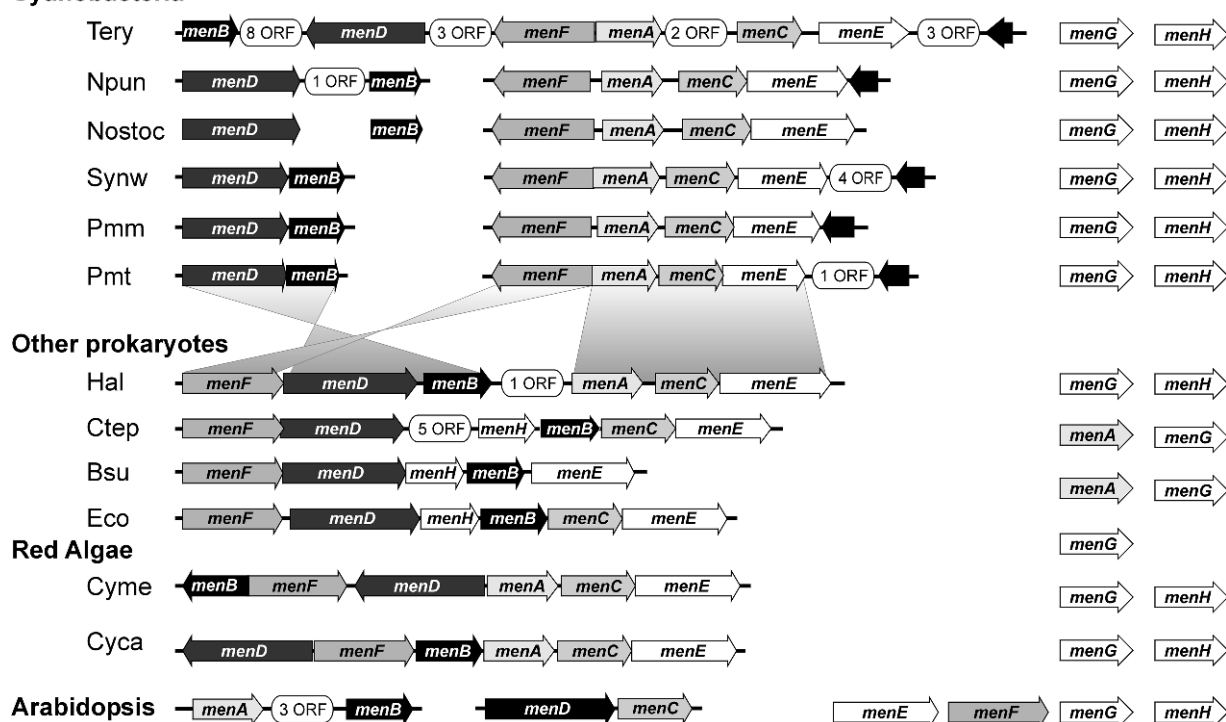 Tery menB 8 ORF menD 3 ORF menF menA 2 ORF menC menE 3 ORF menG menH
Npun menD 1 ORF menB menF menA menC menE menG menH
Nostoc menD menB menF menA menC menE menG menH
Synw menD menB menF menA menC menE 4 ORF menG menH
Pmm menD menB menF menA menC menE menG menH
Pmt menD menB menF menA menC menE 1 ORF menG menH
Other prokaryotes
Hal menF menD menB 1 ORF menA menC menE menG menH
Ctep menF menD 5 ORF menH menB menC menE menA menG
Bsu menF menD menH menB menE menA menG
Eco menF menD menH menB menC menE menG
Red Algae
Cyme menB menF menD menA menC menE menG menH
Cyca menD menF menB menA menC menE menG menH
Arabidopsis menA 3 ORF menB menD menC menE menF menG menH